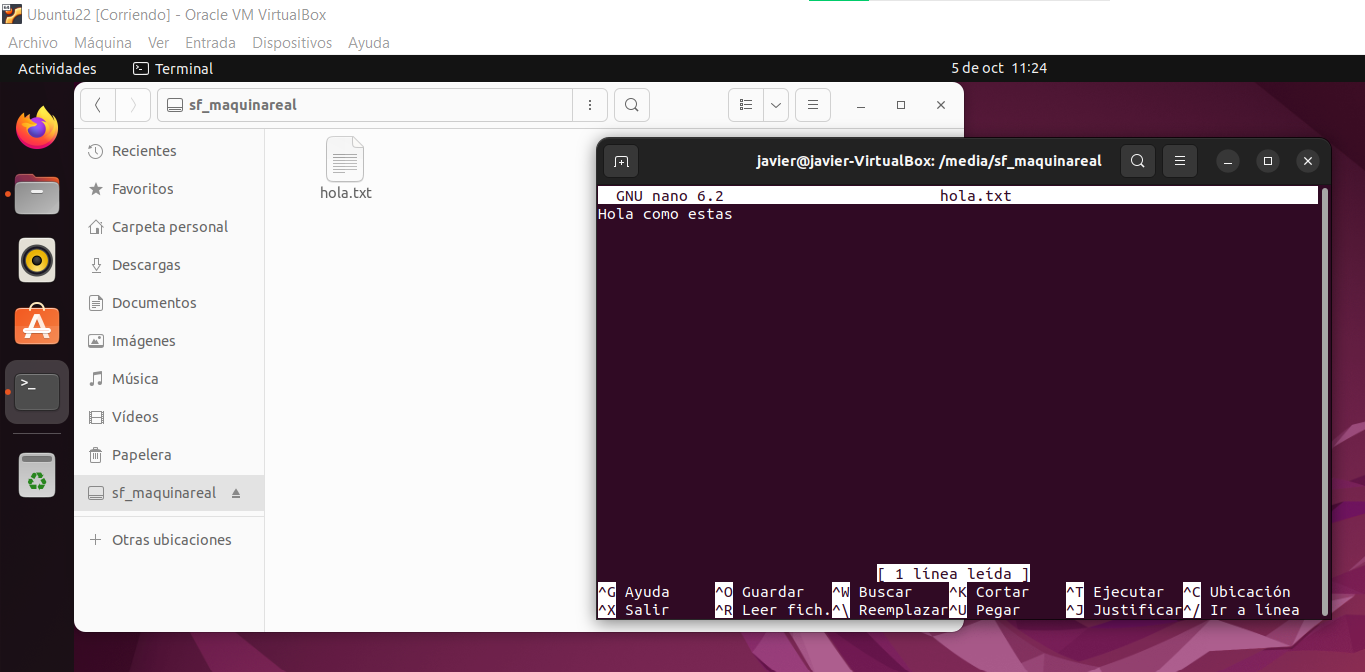 Ubuntu22 [Corriendo] - Oracle VM VirtualBox
Archivo Máquina Ver Entrada Dispositivos Ayuda
Actividades Terminal 5 de oct 11:24
sf_maquinareal
Recientes
Favoritos
Carpeta personal
Descargas
Documentos
Imágenes
Música
Vídeos
Papelera
sf_maquinareal
Otras ubicaciones
hola.txt
javier@javier-VirtualBox: /media/sf_maquinareal
GNU nano 6.2 hola.txt
Hola como estas
[ 1 línea leída ]
^G Ayuda ^O Guardar ^W Buscar ^K Cortar ^T Ejecutar ^C Ubicación
^X Salir ^R Leer fich. ^\ Reemplazar ^U Pegar ^J Justificar ^/ Ir a línea